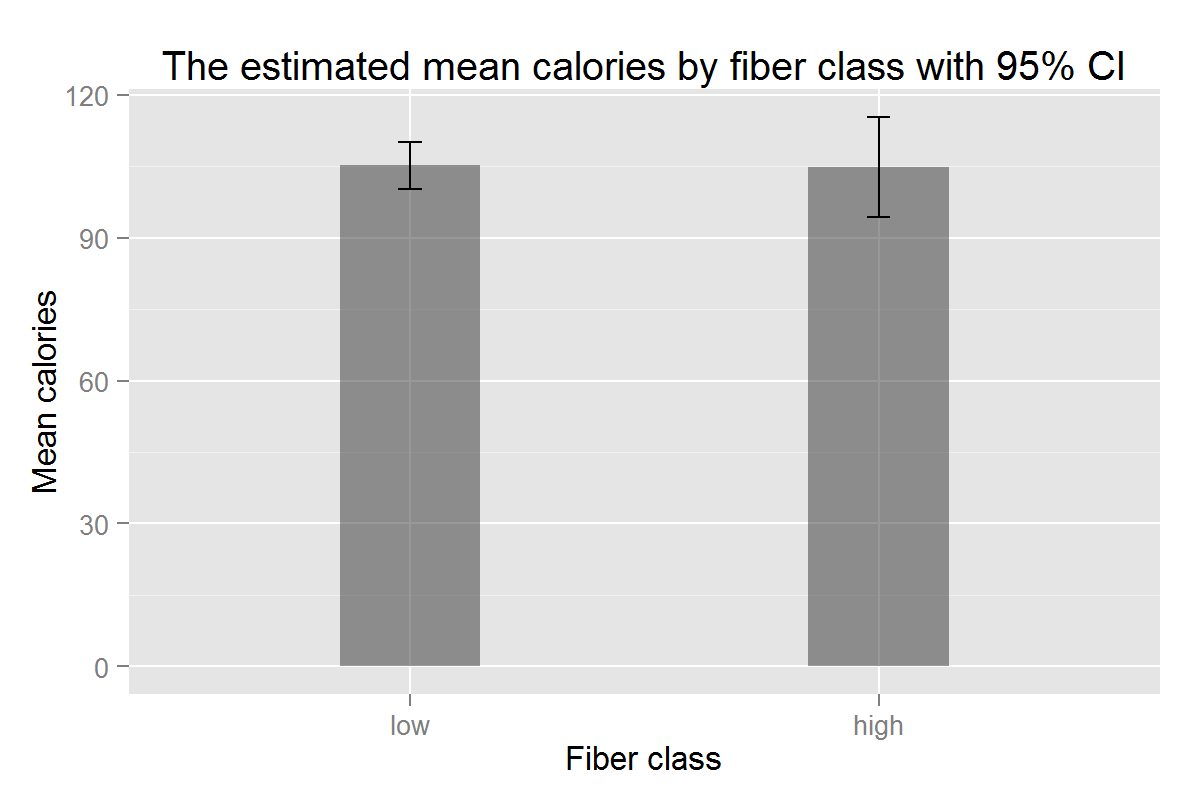 The estimated mean calories by fiber class with 95% CI
120
90
60
30
0
Mean calories
low
high
Fiber class